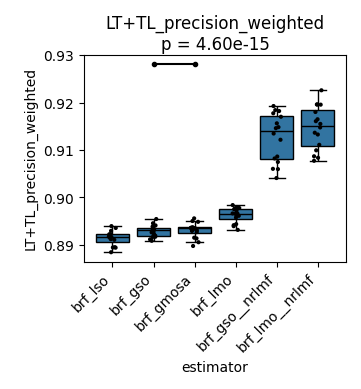 LT+TL_precision_weighted
p = 4.60e-15
LT+TL_precision_weighted
0.93
0.92
0.91
0.90
0.89
brf_lso
brf_gso
brf_gmosa
brf_lmo
brf_gso__nrlmf
brf_lmo__nrlmf
estimator